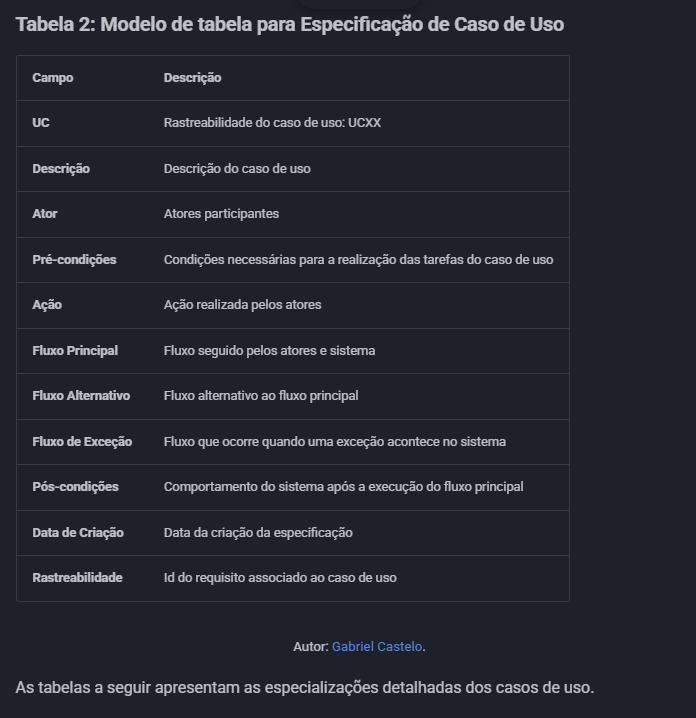 Tabela 2: Modelo de tabela para Especificação de Caso de Uso
Campo Descrição
UC Rastreabilidade do caso de uso: UCXX
Descrição Descrição do caso de uso
Ator Atores participantes
Pré-condições Condições necessárias para a realização das tarefas do caso de uso
Ação Ação realizada pelos atores
Fluxo Principal Fluxo seguido pelos atores e sistema
Fluxo Alternativo Fluxo alternativo ao fluxo principal
Fluxo de Exceção Fluxo que ocorre quando uma exceção acontece no sistema
Pós-condições Comportamento do sistema após a execução do fluxo principal
Data de Criação Data da criação da especificação
Rastreabilidade Id do requisito associado ao caso de uso
Autor: Gabriel Castelo.
As tabelas a seguir apresentam as especializações detalhadas dos casos de uso.